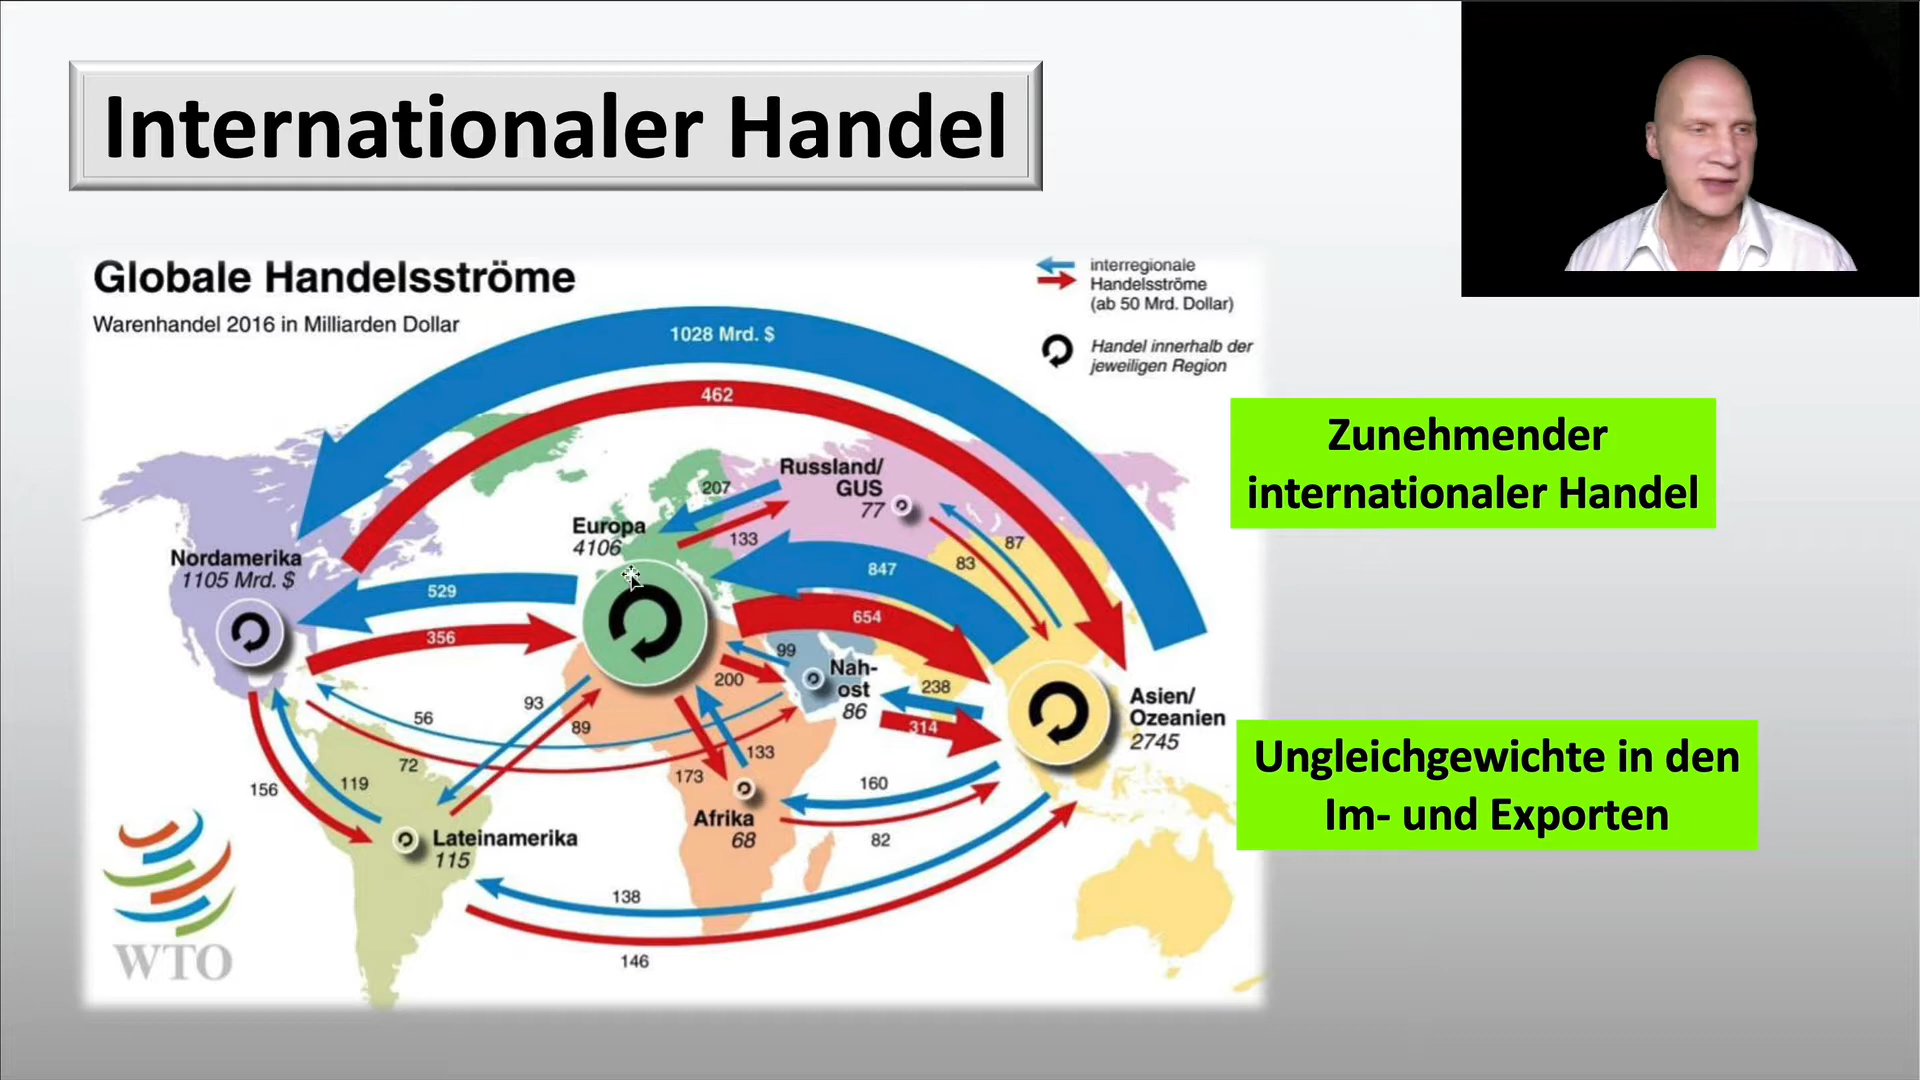 Internationaler Handel
Globale Handelsströme
Warenhandel 2016 in Milliarden Dollar
interregionale
Handelsströme
(ab 50 Mrd. Dollar)
Handel innerhalb der
jeweiligen Region
1028 Mrd. $
462
Zunehmender
internationaler Handel
Russland/
GUS
77
207
133
Europa
4106
Nordamerika
1105 Mrd. $
87
83
847
529
654
356
99
200
Nah-
ost
86
238
314
Asien/
Ozeanien
2745
93
89
56
72
133
173
Ungleichgewichte in den
Im- und Exporten
156
119
160
82
Afrika
68
Lateinamerika
115
138
146
WTO